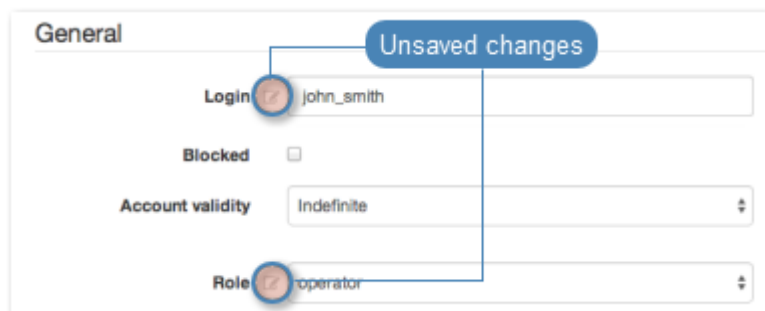 General
Unsaved changes
Login john_smith
Blocked
Account validity Indefinite
Role operator